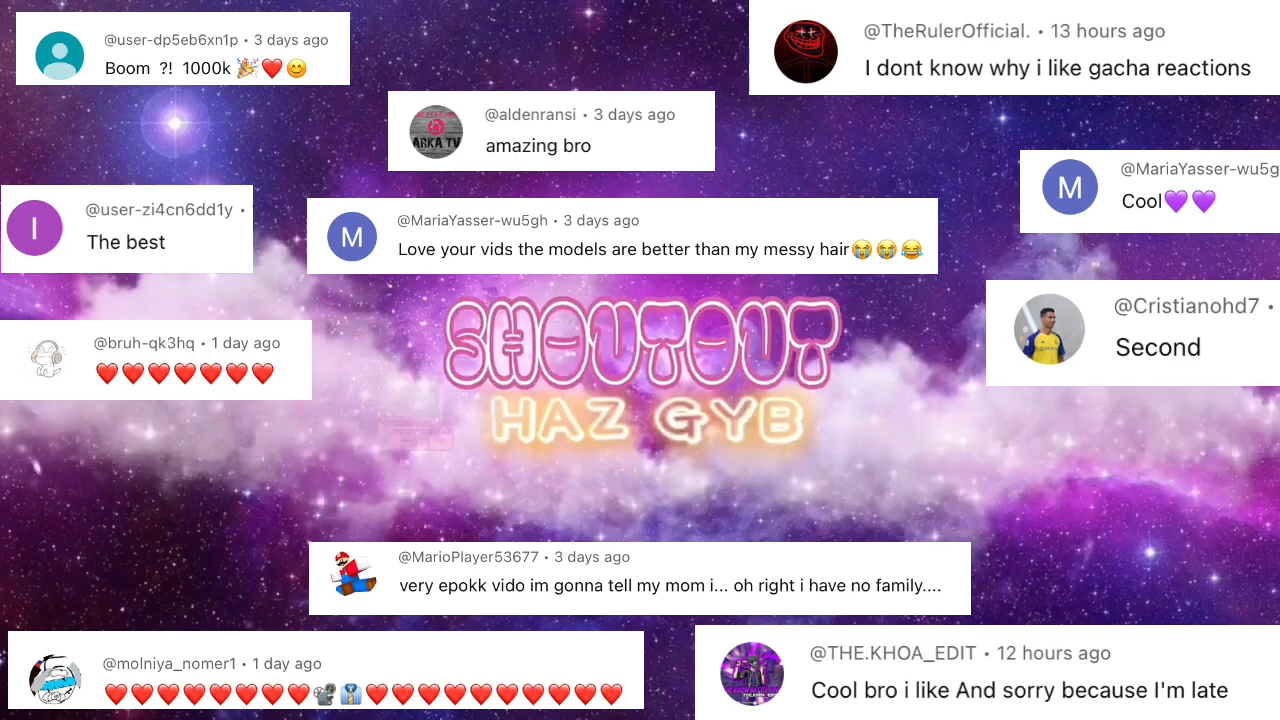 @user-dp5eb6xn1p • 3 days ago
Boom ?! 1000k 🎉❤️😊
@TheRulerOfficial. • 13 hours ago
I dont know why i like gacha reactions
@aldenransi • 3 days ago
ARKA TV
amazing bro
@MariaYasser-wu5g
M
Cool💜💜
@user-zi4cn6dd1y •
I
The best
@MariaYasser-wu5gh • 3 days ago
M
Love your vids the models are better than my messy hair😭😭😂
@Cristianohd7 •
Second
@bruh-qk3hq • 1 day ago
❤️❤️❤️❤️❤️❤️❤️
SHOUTOUT
HAZ GYB
@MarioPlayer53677 • 3 days ago
very epokk vido im gonna tell my mom i... oh right i have no family....
@molniya_nomer1 • 1 day ago
❤️❤️❤️❤️❤️❤️❤️❤️📽️👔❤️❤️❤️❤️❤️❤️❤️❤️❤️❤️
@THE.KHOA_EDIT • 12 hours ago
Cool bro i like And sorry because I'm late